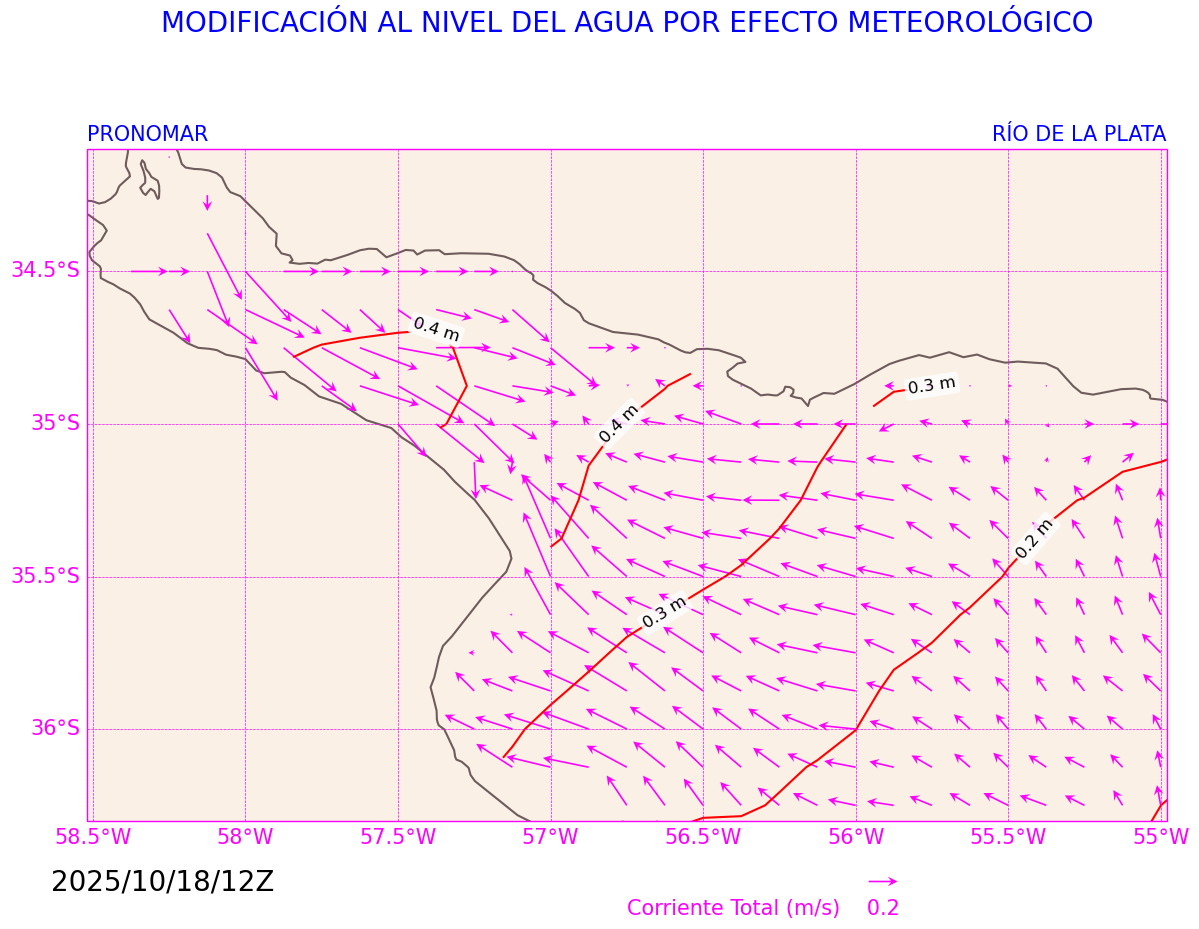 MODIFICACIÓN AL NIVEL DEL AGUA POR EFECTO METEOROLÓGICO
PRONOMAR
RÍO DE LA PLATA
34.5°S
0.4 m
0.3 m
35°S
0.4 m
0.2 m
35.5°S
0.3 m
36°S
58.5°W 58°W 57.5°W 57°W 56.5°W 56°W 55.5°W 55°W
2025/10/18/12Z
Corriente Total (m/s) 0.2